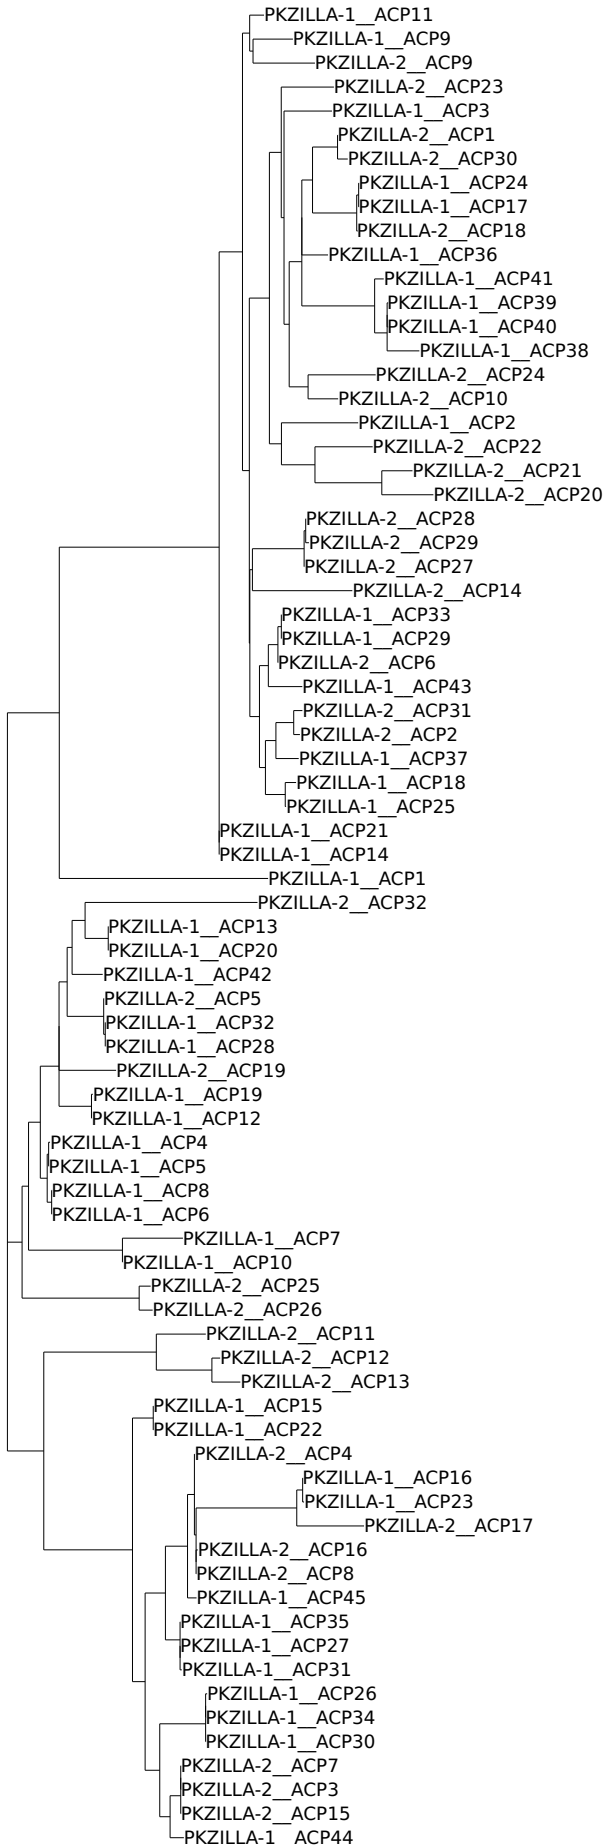 PKZILLA-1__ACP11
PKZILLA-1__ACP9
PKZILLA-2__ACP9
PKZILLA-2__ACP23
PKZILLA-1__ACP3
PKZILLA-2__ACP1
PKZILLA-2__ACP30
PKZILLA-1__ACP24
PKZILLA-1__ACP17
PKZILLA-2__ACP18
PKZILLA-1__ACP36
PKZILLA-1__ACP41
PKZILLA-1__ACP39
PKZILLA-1__ACP40
PKZILLA-1__ACP38
PKZILLA-2__ACP24
PKZILLA-2__ACP10
PKZILLA-1__ACP2
PKZILLA-2__ACP22
PKZILLA-2__ACP21
PKZILLA-2__ACP20
PKZILLA-2__ACP28
PKZILLA-2__ACP29
PKZILLA-2__ACP27
PKZILLA-2__ACP14
PKZILLA-1__ACP33
PKZILLA-1__ACP29
PKZILLA-2__ACP6
PKZILLA-1__ACP43
PKZILLA-2__ACP31
PKZILLA-2__ACP2
PKZILLA-1__ACP37
PKZILLA-1__ACP18
PKZILLA-1__ACP25
PKZILLA-1__ACP21
PKZILLA-1__ACP14
PKZILLA-1__ACP1
PKZILLA-2__ACP32
PKZILLA-1__ACP13
PKZILLA-1__ACP20
PKZILLA-1__ACP42
PKZILLA-2__ACP5
PKZILLA-1__ACP32
PKZILLA-1__ACP28
PKZILLA-2__ACP19
PKZILLA-1__ACP19
PKZILLA-1__ACP12
PKZILLA-1__ACP4
PKZILLA-1__ACP5
PKZILLA-1__ACP8
PKZILLA-1__ACP6
PKZILLA-1__ACP7
PKZILLA-1__ACP10
PKZILLA-2__ACP25
PKZILLA-2__ACP26
PKZILLA-2__ACP11
PKZILLA-2__ACP12
PKZILLA-2__ACP13
PKZILLA-1__ACP15
PKZILLA-1__ACP22
PKZILLA-2__ACP4
PKZILLA-1__ACP16
PKZILLA-1__ACP23
PKZILLA-2__ACP17
PKZILLA-2__ACP16
PKZILLA-2__ACP8
PKZILLA-1__ACP45
PKZILLA-1__ACP35
PKZILLA-1__ACP27
PKZILLA-1__ACP31
PKZILLA-1__ACP26
PKZILLA-1__ACP34
PKZILLA-1__ACP30
PKZILLA-2__ACP7
PKZILLA-2__ACP3
PKZILLA-2__ACP15
PKZILLA-1__ACP44